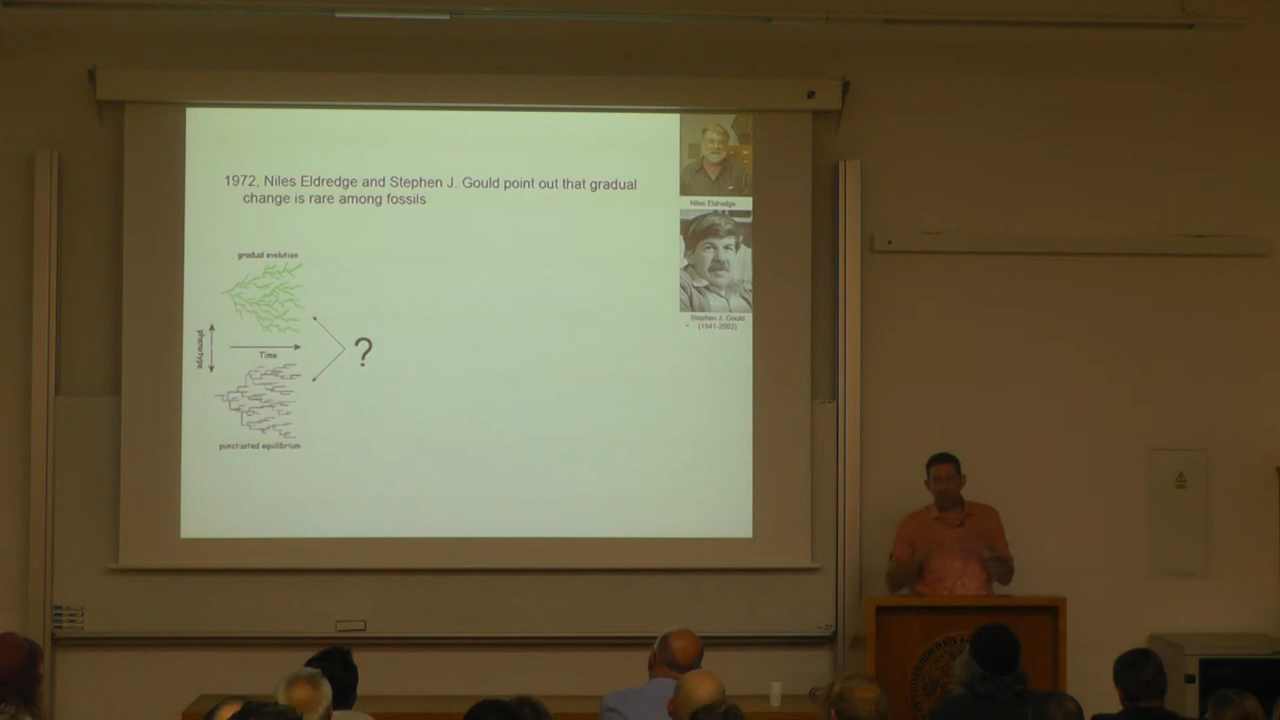 1972, Niles Eldredge and Stephen J. Gould point out that gradual
change is rare among fossils
Niles Eldredge
Stephen J. Gould
(1941-2002)
gradual evolution
phenotype
Time
?
punctuated equilibrium